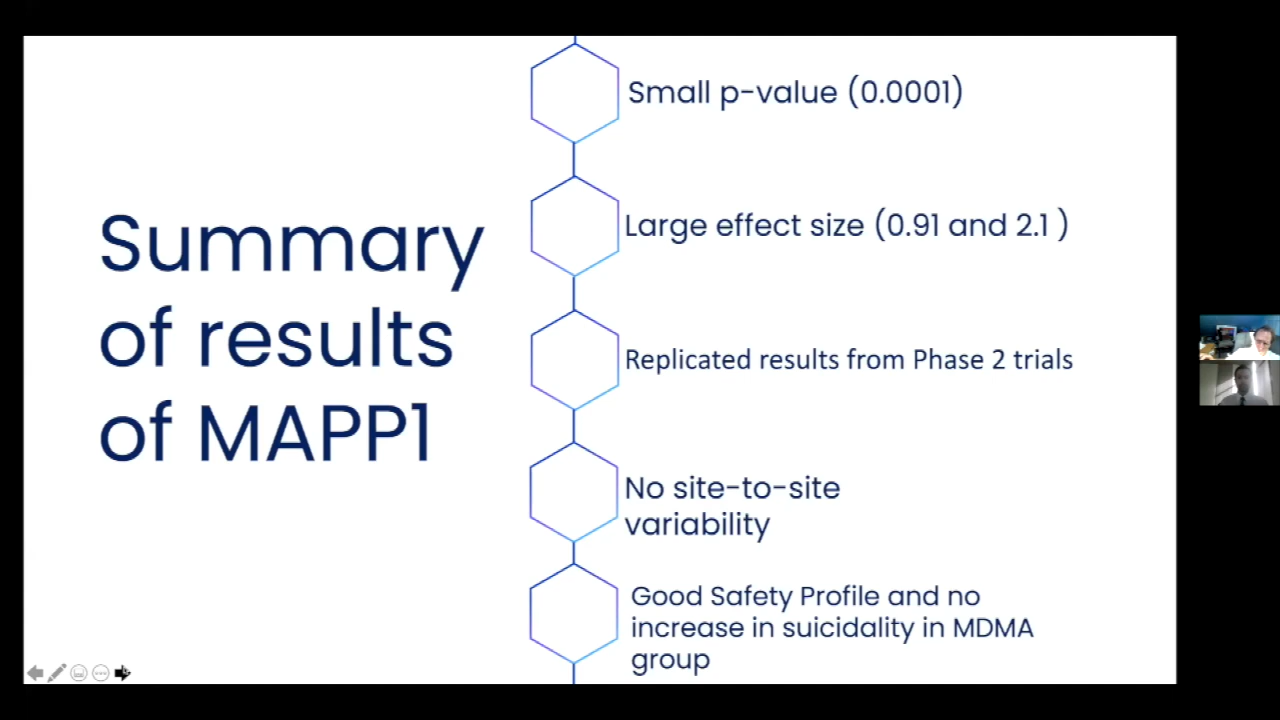 Summary
of results
of MAPP1
Small p-value (0.0001)
Large effect size (0.91 and 2.1 )
Replicated results from Phase 2 trials
No site-to-site
variability
Good Safety Profile and no
increase in suicidality in MDMA
group